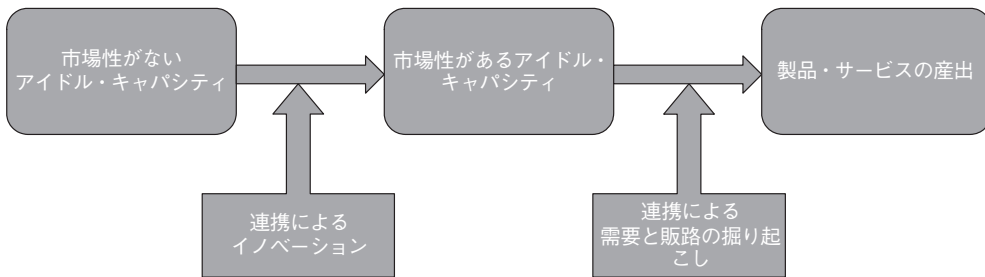 市場性がない
アイドル・キャパシティ
市場性があるアイドル・
キャパシティ
製品・サービスの産出
連携による
イノベーション
連携による
需要と販路の掘り起
こし